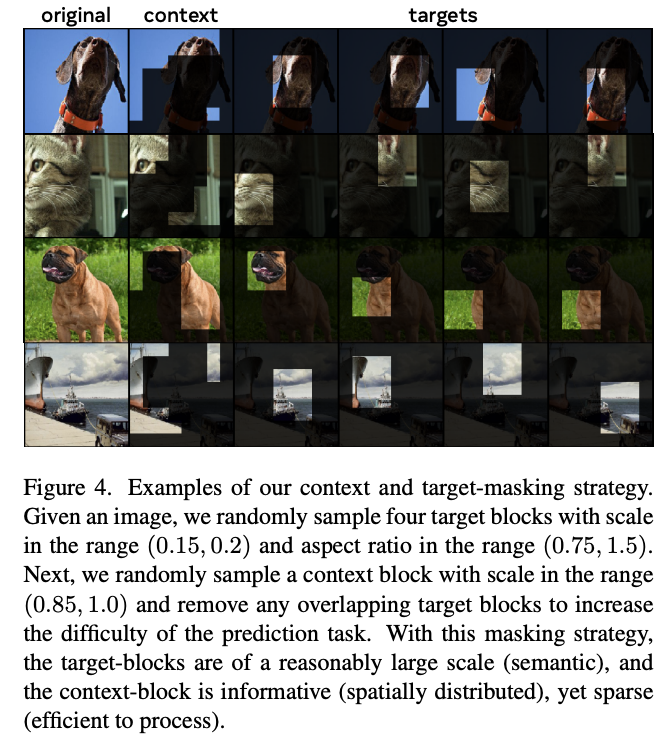 original context targets
Figure 4. Examples of our context and target-masking strategy.
Given an image, we randomly sample four target blocks with scale
in the range (0.15, 0.2) and aspect ratio in the range (0.75, 1.5).
Next, we randomly sample a context block with scale in the range
(0.85, 1.0) and remove any overlapping target blocks to increase
the difficulty of the prediction task. With this masking strategy,
the target-blocks are of a reasonably large scale (semantic), and
the context-block is informative (spatially distributed), yet sparse
(efficient to process).